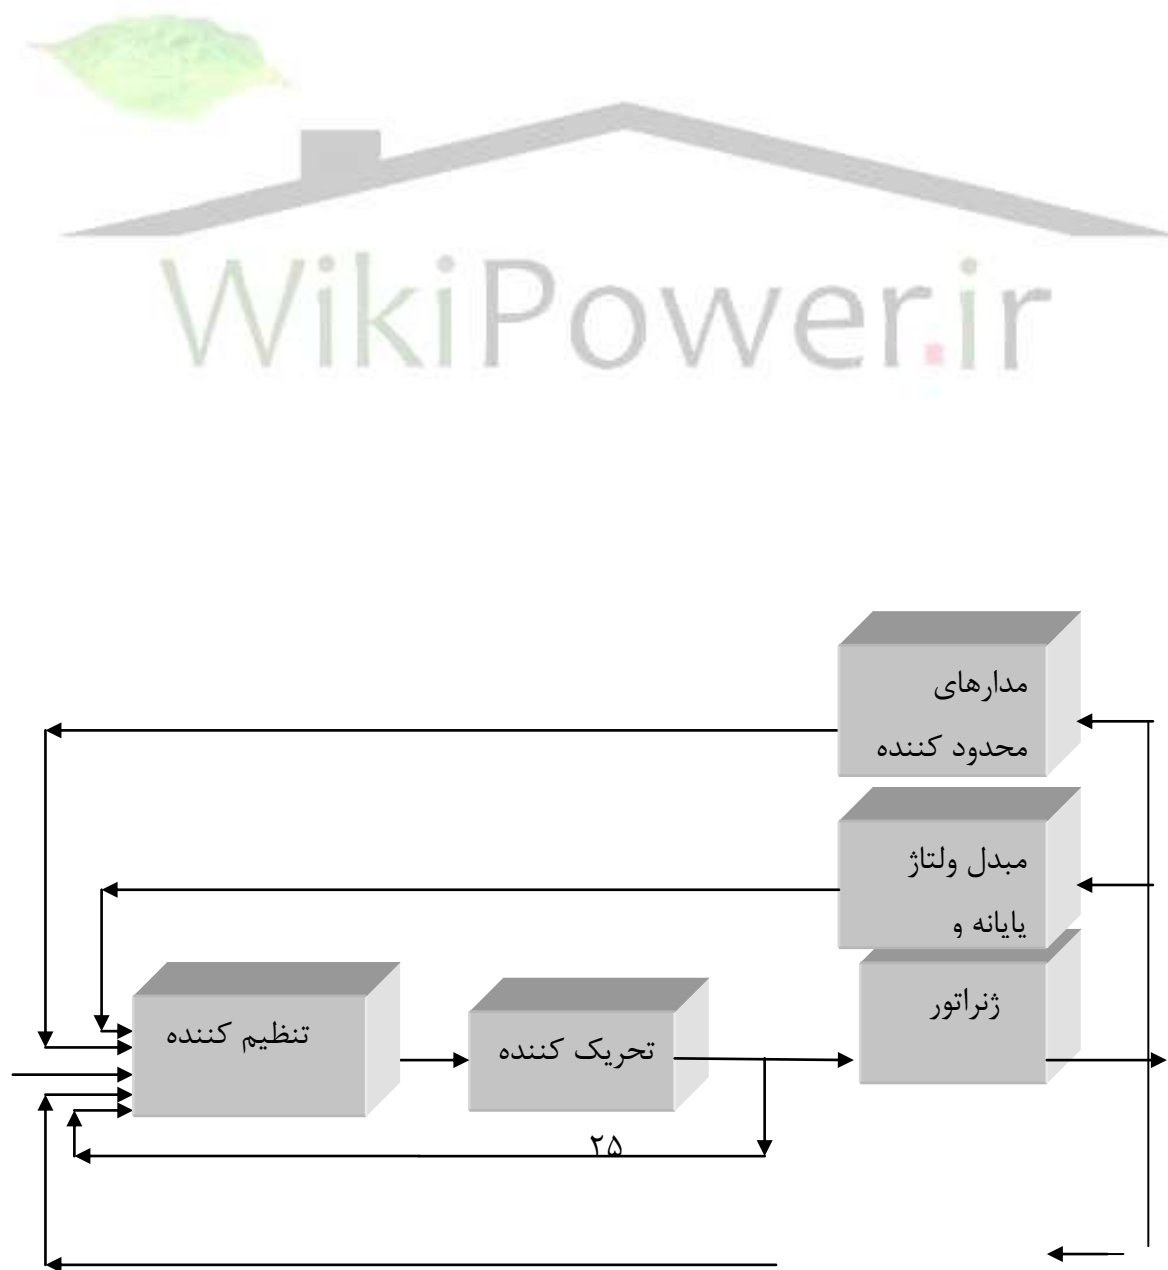 WikiPower.ir
مدارهای
محدود کننده
مبدل ولتاژ
پایانه و
ژنراتور
تحریک کننده
تنظیم کننده
۲۵